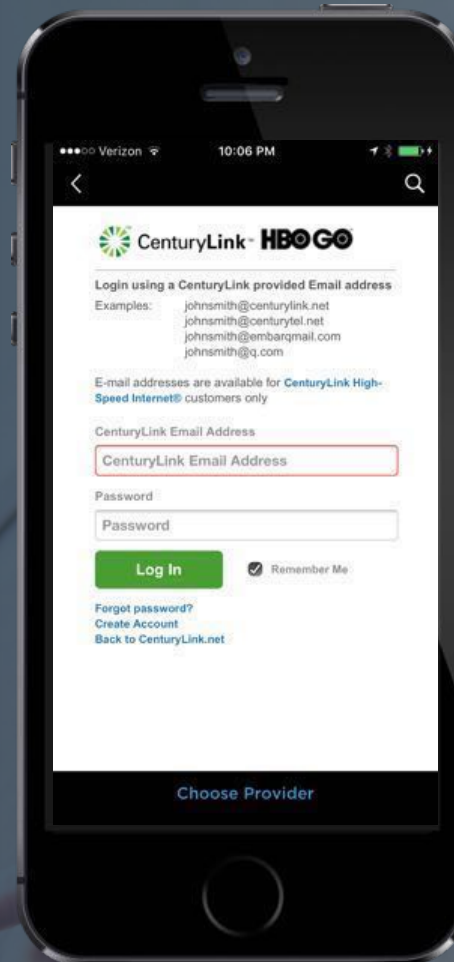 Verizon 10:06 PM
CenturyLink™ HBO GO
Login using a CenturyLink provided Email address
Examples: johnsmith@centurylink.net
johnsmith@centurytel.net
johnsmith@embarqmail.com
johnsmith@q.com
E-mail addresses are available for CenturyLink High-
Speed Internet® customers only
CenturyLink Email Address
CenturyLink Email Address
Password
Password
Log In Remember Me
Forgot password?
Create Account
Back to CenturyLink.net
Choose Provider